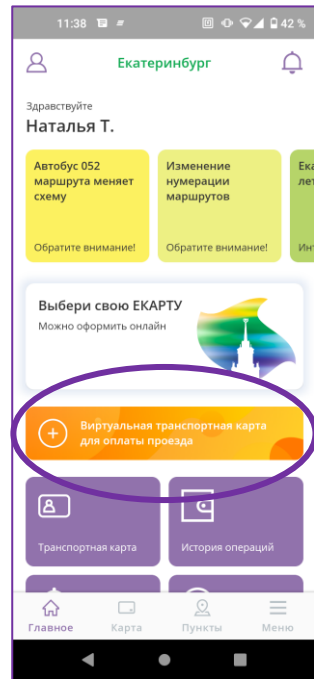 11:38 42 %
Екатеринбург
Здравствуйте
Наталья Т.
Автобус 052
маршрута меняет
схему
Обратите внимание!
Изменение
нумерации
маршрутов
Обратите внимание!
Выбери свою ЕКАРТУ
Можно оформить онлайн
Виртуальная транспортная карта
для оплаты проезда
Транспортная карта
История операций
Главное
Карта
Пункты
Меню